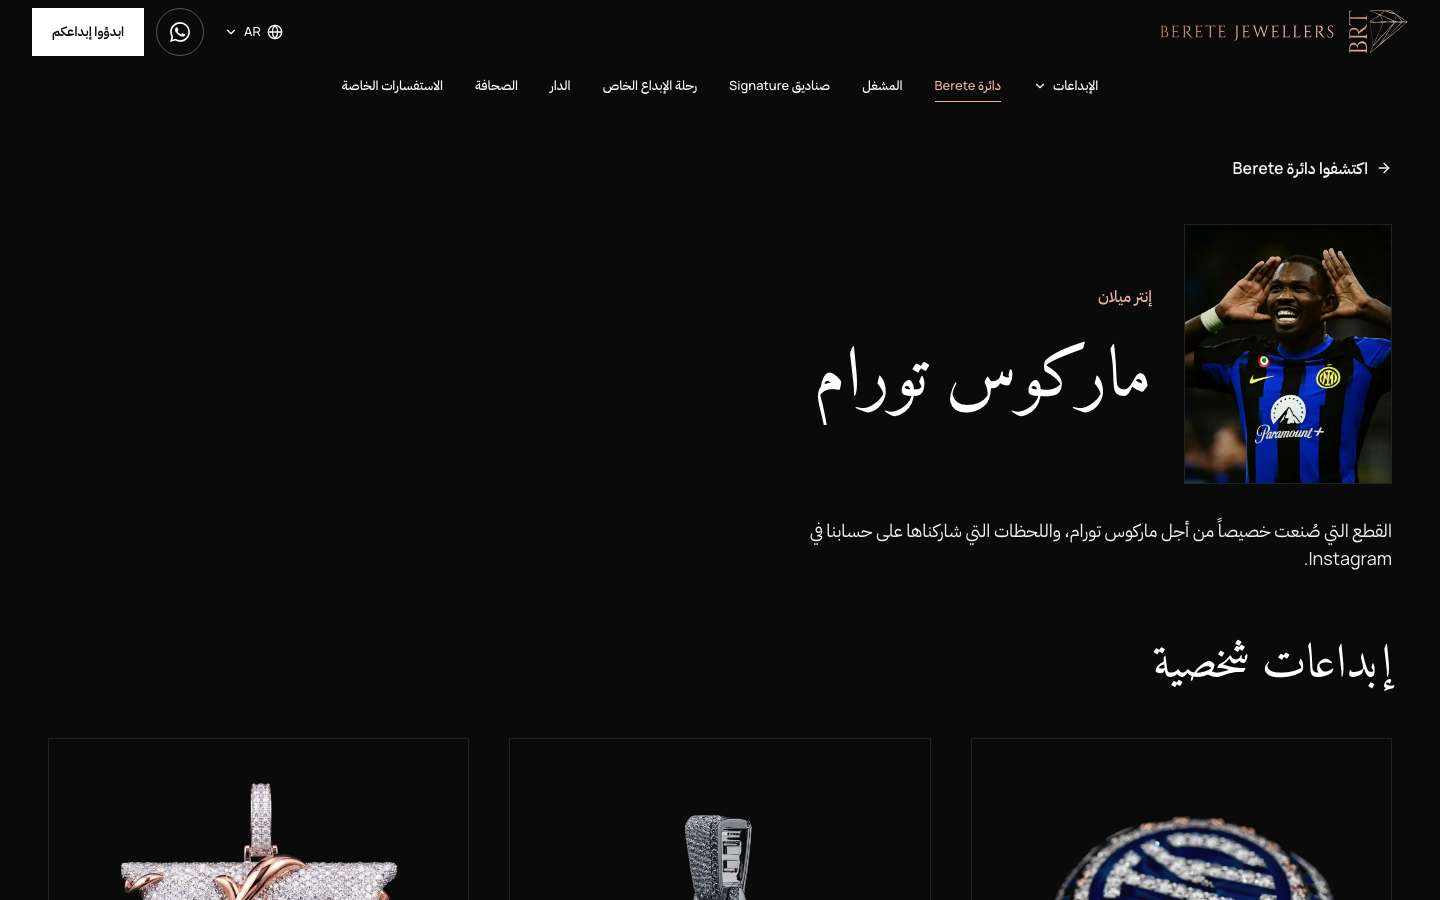 BERETE JEWELLERS
BRT
AR
ابدؤوا إبداعكم
الإبداعات
دائرة Berete
المشغل
صناديق Signature
رحلة الإبداع الخاص
الدار
الصحافة
الاستفسارات الخاصة
اكتشفوا دائرة Berete
إنتر ميلان
ماركوس تورام
Paramount+
القطع التي صُنعت خصيصاً من أجل ماركوس تورام، واللحظات التي شاركناها على حسابنا في
Instagram.
إبداعات شخصية